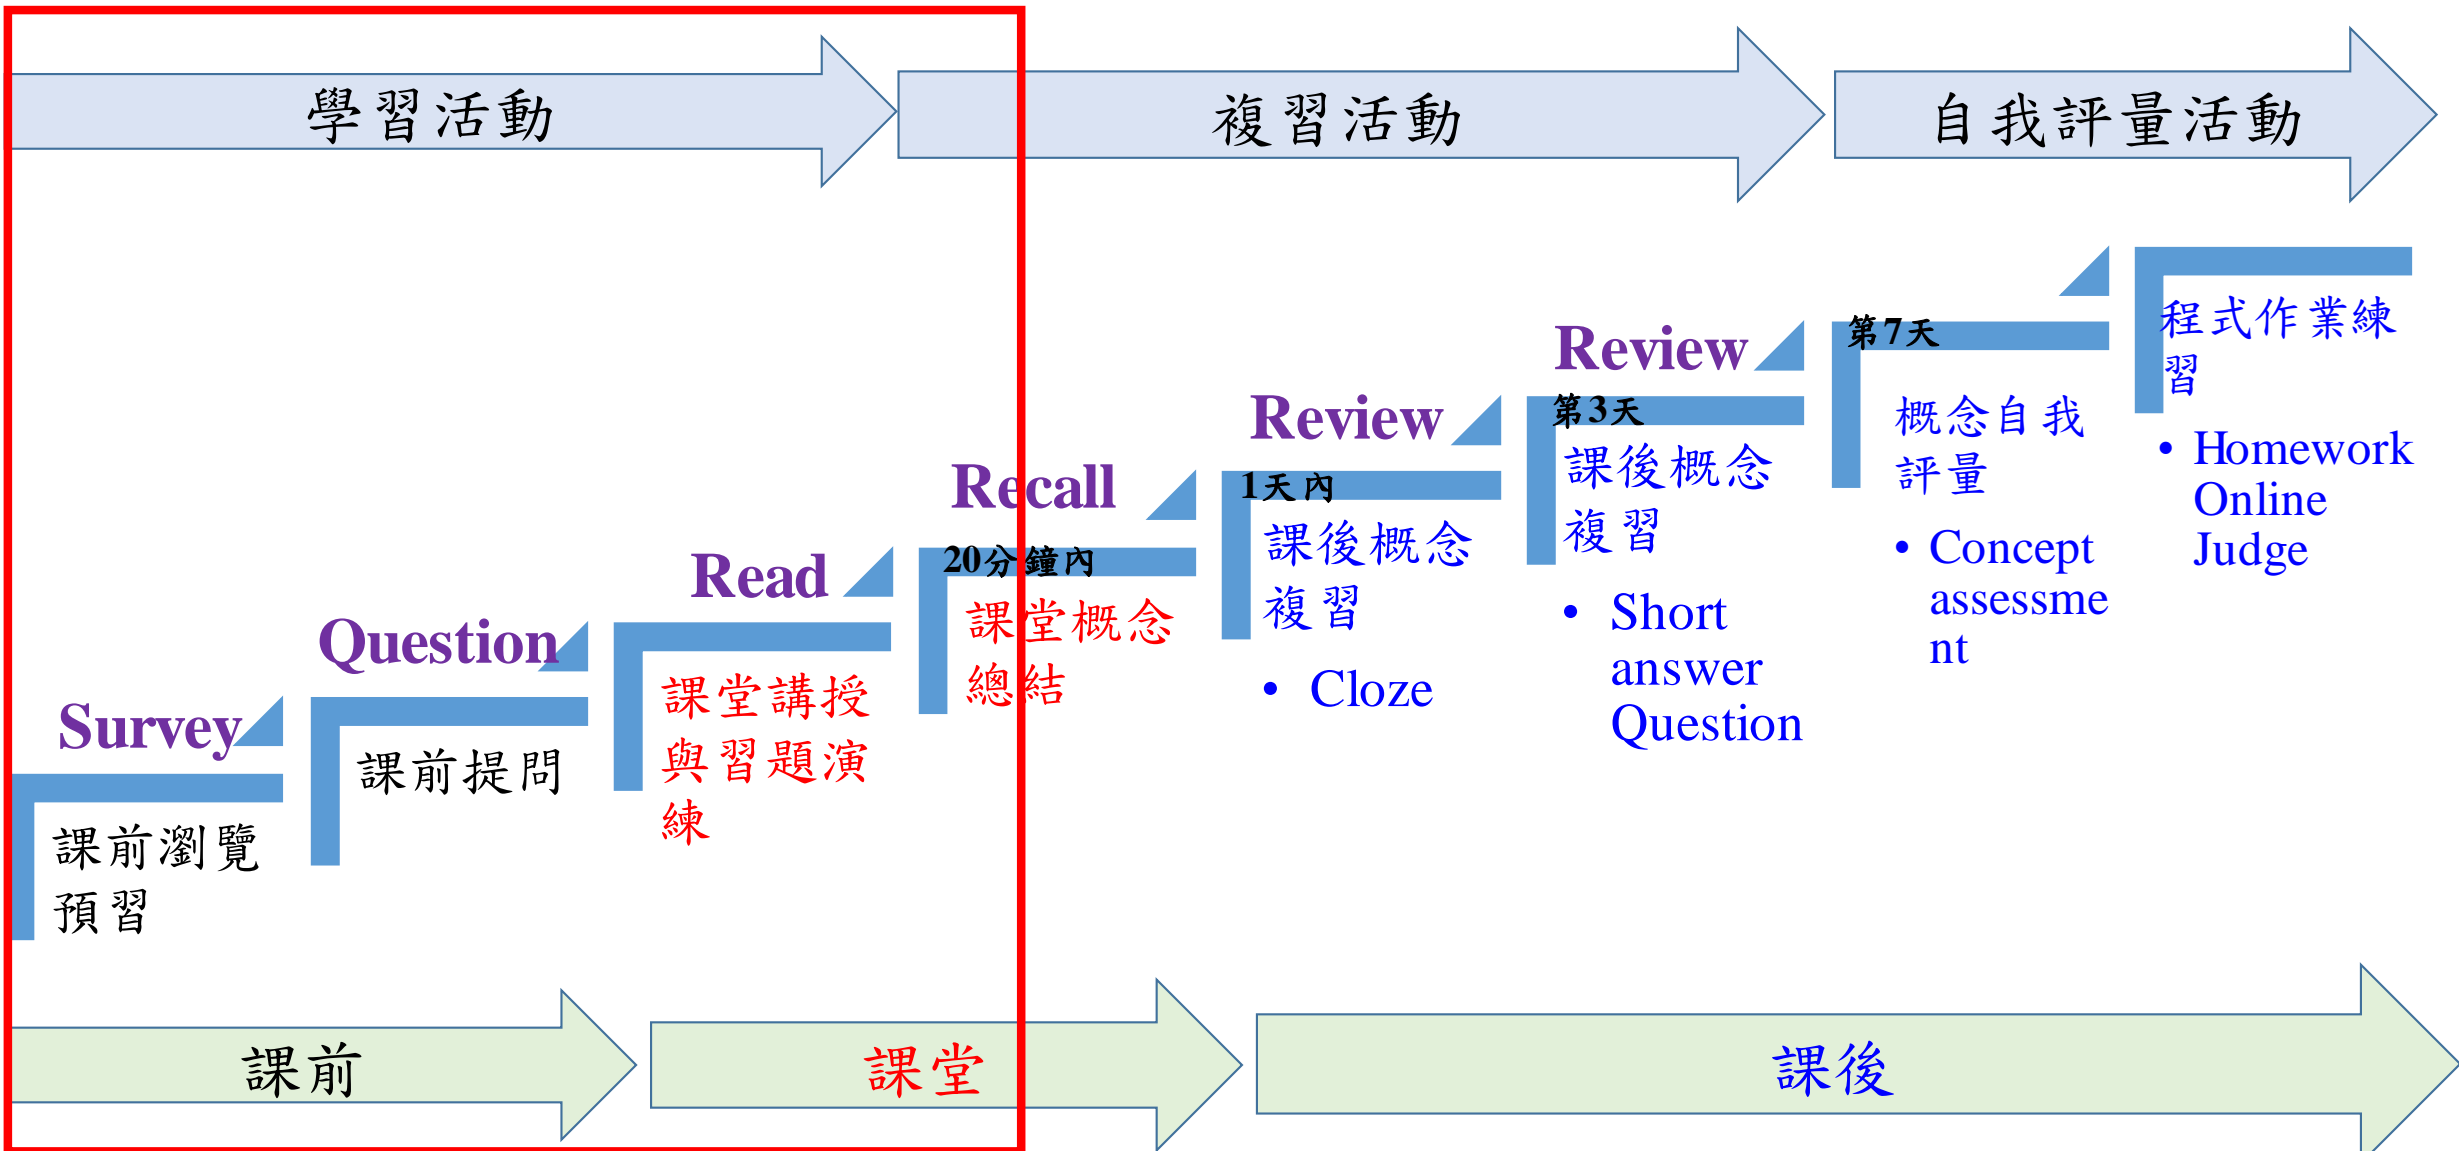 學習活動
複習活動
自我評量活動
Survey
課前瀏覽
預習
Question
課前提問
Read
課堂講授
與習題演
練
Recall
20分鐘內
課堂概念
總結
Review
1天內
課後概念
複習
• Cloze
Review
第3天
課後概念
複習
• Short
answer
Question
第7天
概念自我
評量
• Concept
assessme
nt
程式作業練
習
• Homework
Online
Judge
課前
課堂
課後